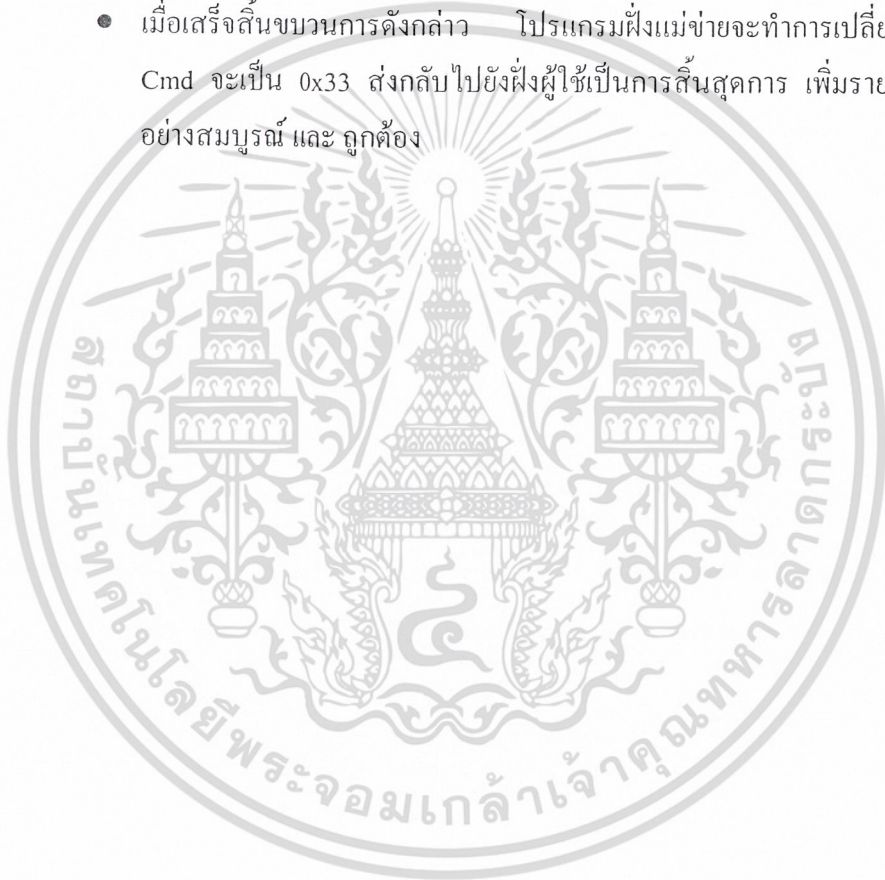 ● เมื่อเสร็จสิ้นขบวนการดังกล่าว โปรแกรมฝั่งแม่ข่ายจะทำการเปลี่ย
Cmd จะเป็น 0x33 ส่งกลับไปยังฝั่งผู้ใช้เป็นการสิ้นสุดการ เพิ่มราย
อย่างสมบูรณ์ และ ถูกต้อง
สถาบันเทคโนโลยีพระจอมเกล้าเจ้าคุณทหารลาดกระบัง
๔